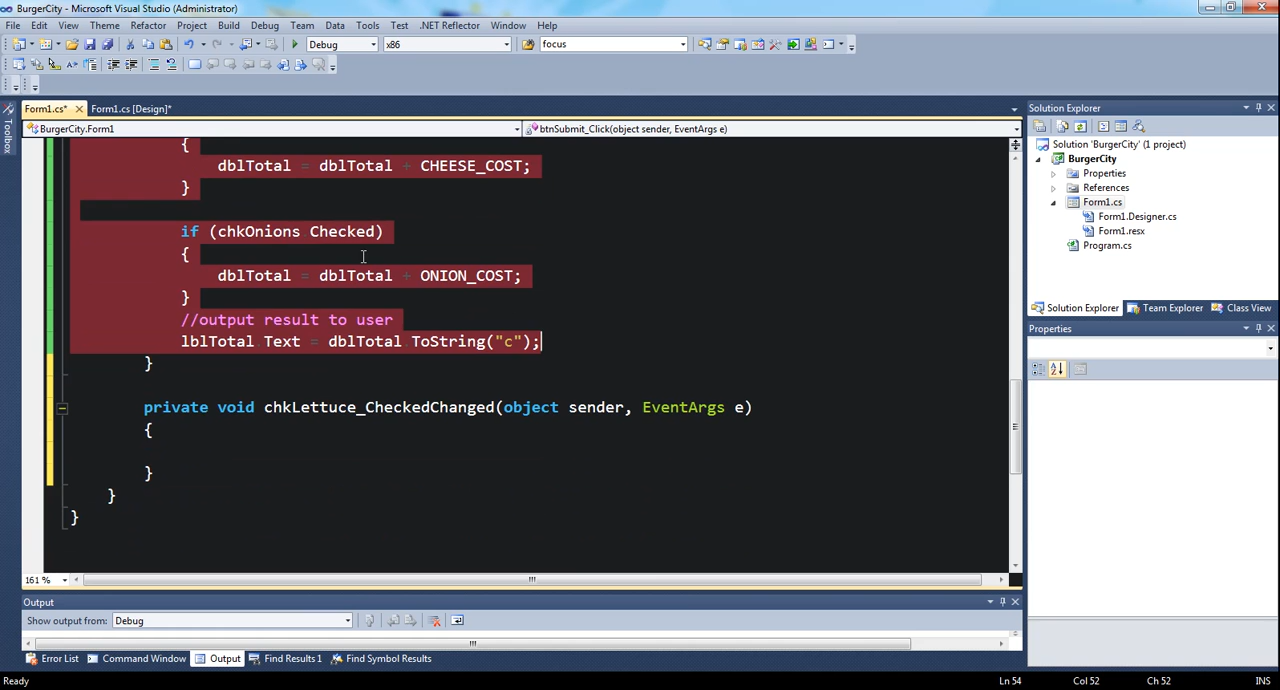 BurgerCity - Microsoft Visual Studio (Administrator)
File Edit View Theme Refactor Project Build Debug Team Data Tools Test .NET Reflector Window Help
Debug x86 focus
Form1.cs* Form1.cs [Design]*
BurgerCity.Form1 btnSubmit_Click(object sender, EventArgs e)
Toolbox
{
dblTotal = dblTotal + CHEESE_COST;
}
if (chkOnions.Checked)
{
dblTotal = dblTotal + ONION_COST;
}
//output result to user
lblTotal.Text = dblTotal.ToString("c");
}
private void chkLettuce_CheckedChanged(object sender, EventArgs e)
{
}
}
}
161 %
Output
Show output from: Debug
Error List Command Window Output Find Results 1 Find Symbol Results
Ready Ln 54 Col 52 Ch 52 INS
Solution Explorer
Solution 'BurgerCity' (1 project)
BurgerCity
Properties
References
Form1.cs
Form1.Designer.cs
Form1.resx
Program.cs
Solution Explorer Team Explorer Class View
Properties